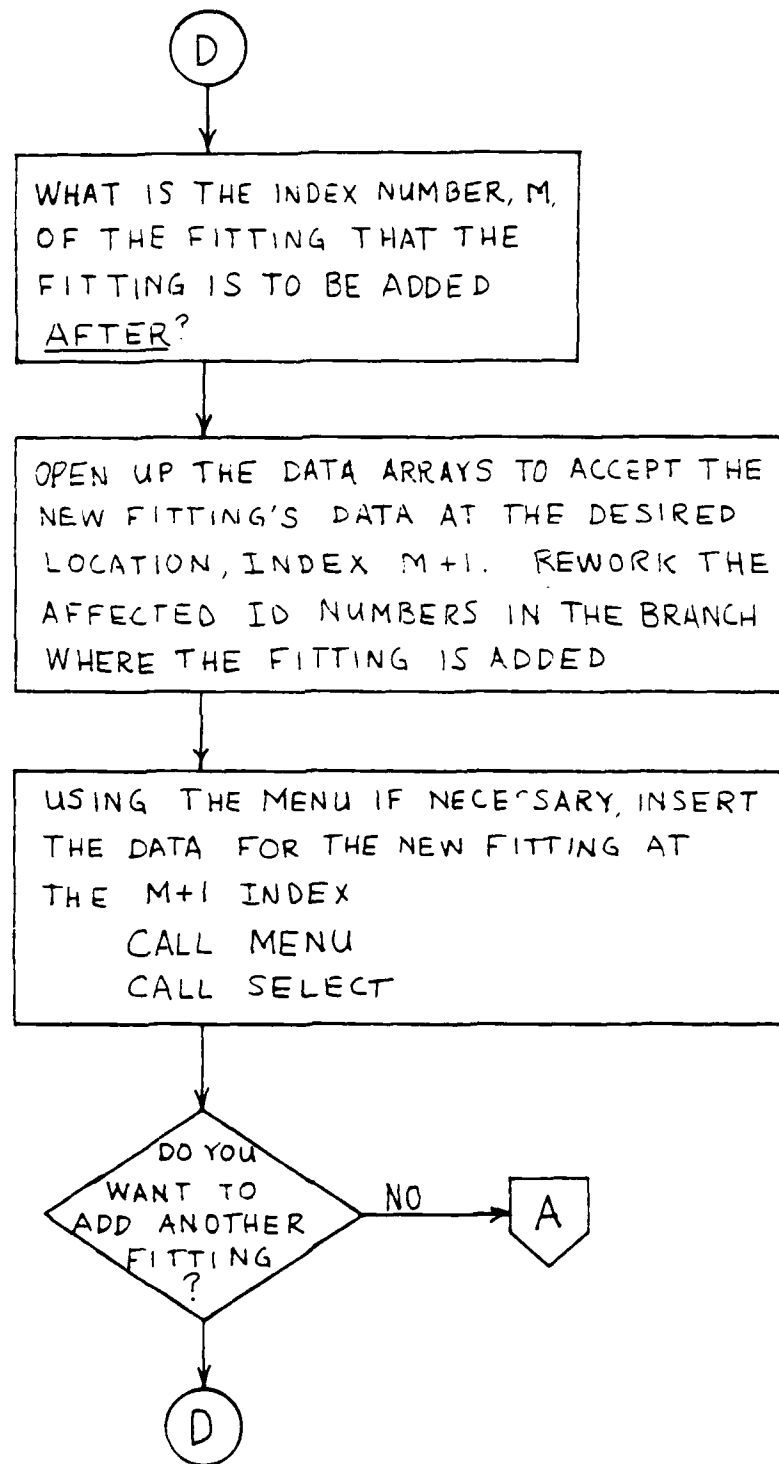 D
WHAT IS THE INDEX NUMBER, M,
OF THE FITTING THAT THE
FITTING IS TO BE ADDED
AFTER?
OPEN UP THE DATA ARRAYS TO ACCEPT THE
NEW FITTING'S DATA AT THE DESIRED
LOCATION, INDEX M+1. REWORK THE
AFFECTED ID NUMBERS IN THE BRANCH
WHERE THE FITTING IS ADDED
USING THE MENU IF NECESSARY, INSERT
THE DATA FOR THE NEW FITTING AT
THE M+1 INDEX
CALL MENU
CALL SELECT
DO YOU
WANT TO
ADD ANOTHER
FITTING
?
NO
A
D